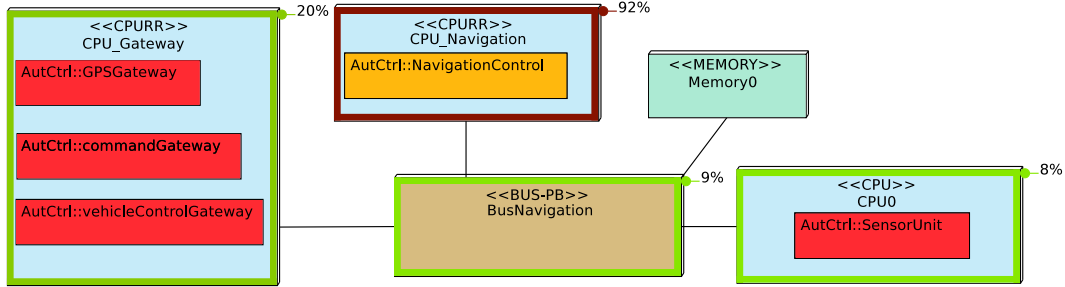 20%
<<CPURR>>
CPU_Gateway
AutCtrl::GPSGateway
AutCtrl::commandGateway
AutCtrl::vehicleControlGateway
92%
<<CPURR>>
CPU_Navigation
AutCtrl::NavigationControl
<<MEMORY>>
Memory0
9%
<<BUS-PB>>
BusNavigation
8%
<<CPU>>
CPU0
AutCtrl::SensorUnit